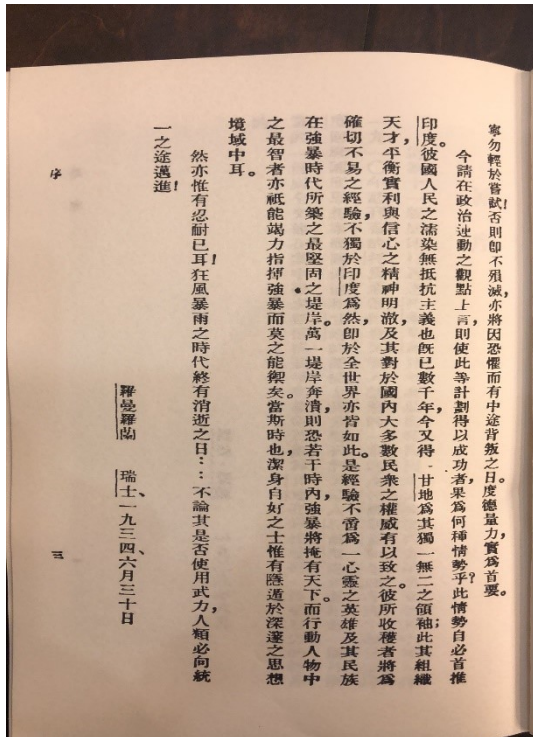 寧勿輕於嘗試！否則卽不殞滅，亦將因恐懼而有中途背叛之日。度德量力，實爲首要。
今請在政治運動之觀點上言，則使此等計劃得以成功者，果爲何種情勢乎？此情勢自必首推
印度。彼國人民之濡染無抵抗主義也旣已數千年，今又得　甘地爲其獨一無二之領袖；此其組織
天才，平衡實利與信心之精神明澈，及其對於國內大多數民衆之權威有以致之。彼所收穫者將爲
確切不易之經驗，不獨於印度爲然，卽於全世界亦皆如此。是經驗不啻爲一心靈之英雄及其民族
在強暴時代所築之最堅固之堤岸。萬一堤岸奔潰，則恐若干時內，強暴將掩有天下。而行動人物中
之最智者亦祇能竭力指揮強暴而莫之能禦矣。當斯時也，潔身自好之士惟有隱遁於深邃之思想
境域中耳。
然亦惟有忍耐已耳！狂風暴雨之時代終有消逝之日……不論其是否使用武力，人類必向統
一之途邁進！
羅曼羅蘭　瑞士、一九三四、六月三十日
序
三